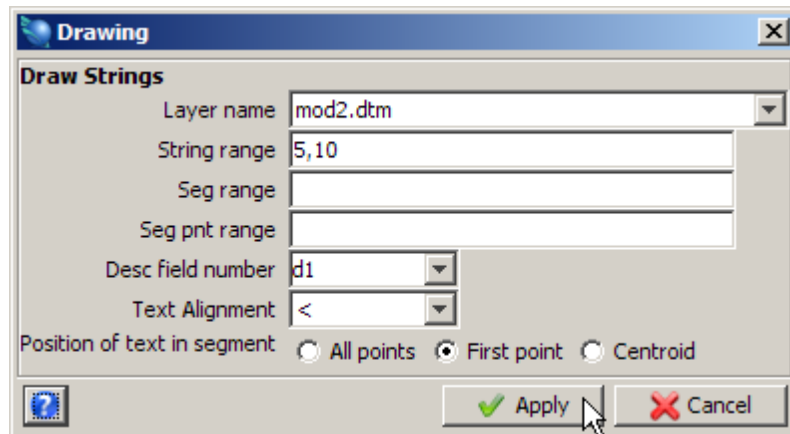 Drawing
Draw Strings
Layer name mod2.dtm
String range 5,10
Seg range
Seg pnt range
Desc field number d1
Text Alignment <
Position of text in segment All points First point Centroid
? Apply Cancel